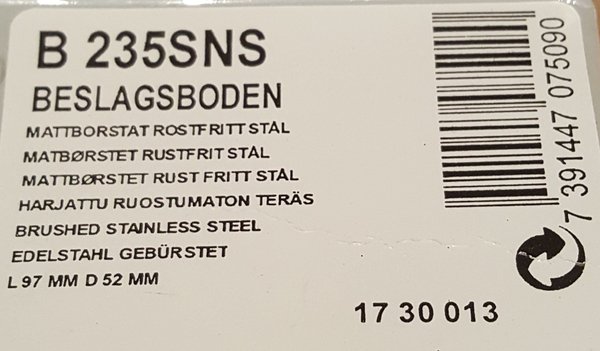 B 235SNS
BESLAGSBODEN
MATTBORSTAT ROSTFRITT STÅL
MATBØRSTET RUSTFRIT STÅL
MATTBØRSTET RUST FRITT STÅL
HARJATTU RUOSTUMATON TERÄS
BRUSHED STAINLESS STEEL
EDELSTAHL GEBÜRSTET
L 97 MM D 52 MM
17 30 013
7 391447 075090